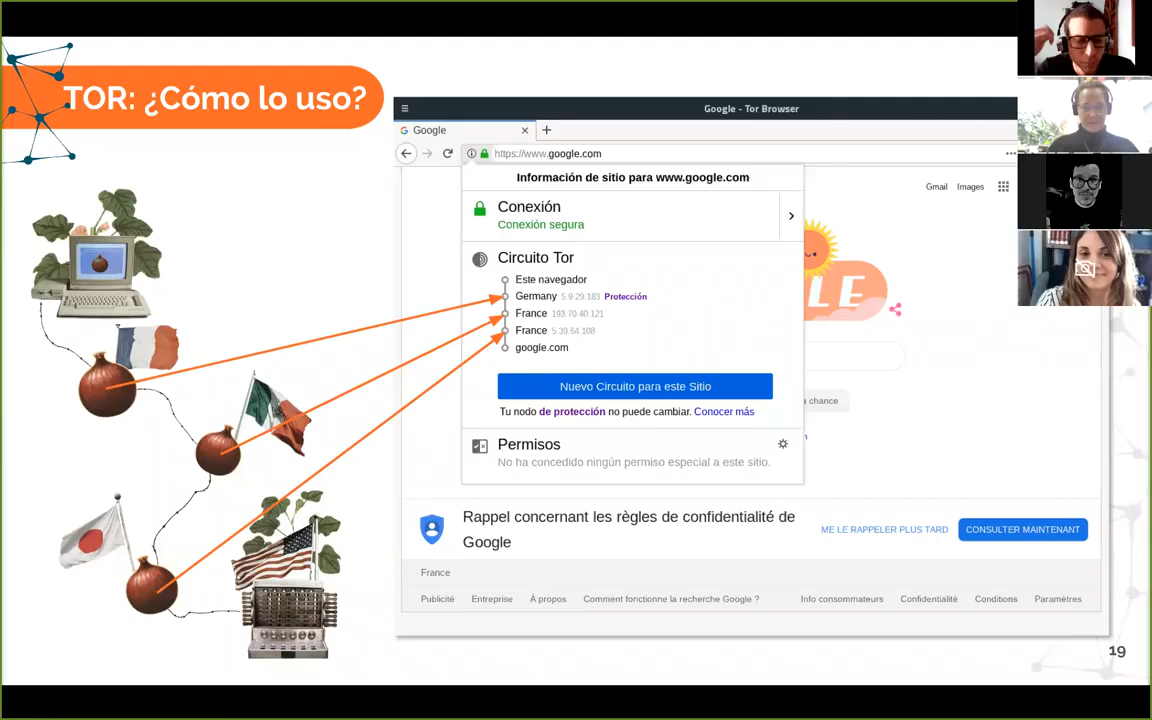 TOR: ¿Cómo lo uso?
Google - Tor Browser
Google
https://www.google.com
Información de sitio para www.google.com
Gmail Images
Conexión
Conexión segura
Circuito Tor
Este navegador
Germany 5.9.29.183 Protección
France 193.70.40.121
France 5.39.64.108
google.com
LE
Nuevo Circuito para este Sitio
a chance
Tu nodo de protección no puede cambiar. Conocer más
Permisos
No ha concedido ningún permiso especial a este sitio.
Rappel concernant les règles de confidentialité de
Google
ME LE RAPPELER PLUS TARD
CONSULTER MAINTENANT
France
Publicité Entreprise À propos Comment fonctionne la recherche Google ? Info consommateurs Confidentialité Conditions Paramètres
19